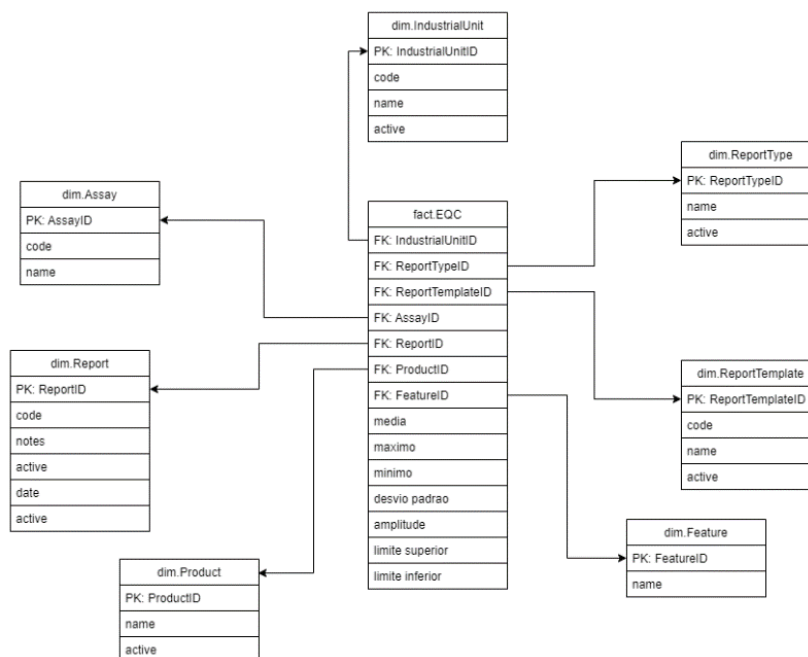 dim.IndustrialUnit
PK: IndustrialUnitID
code
name
active
dim.ReportType
PK: ReportTypeID
name
active
dim.Assay
PK: AssayID
code
name
fact.EQC
FK: IndustrialUnitID
FK: ReportTypeID
FK: ReportTemplateID
FK: AssayID
FK: ReportID
FK: ProductID
FK: FeatureID
media
maximo
minimo
desvio padrao
amplitude
limite superior
limite inferior
dim.Report
PK: ReportID
code
notes
active
date
active
dim.ReportTemplate
PK: ReportTemplateID
code
name
active
dim.Feature
PK: FeatureID
name
dim.Product
PK: ProductID
name
active